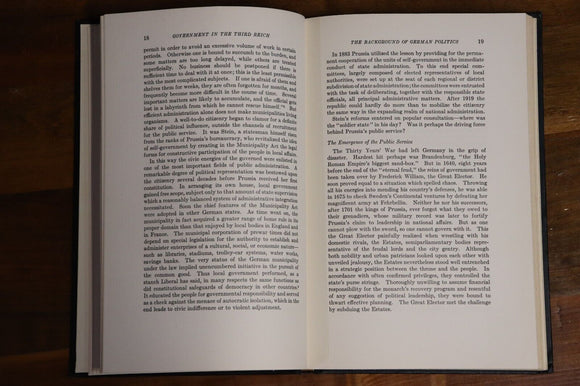 18 GOVERNMENT IN THE THIRD REICH
permit in order to avoid an excessive volume of work in certain
periods. Otherwise one is bound to succumb to the burden, and
some matters are too long delayed, while others are treated
superficially. No business should be postponed if there is
sufficient time to deal with it at once; this is the least permissible
with the most complicated subjects. If one once pushes them on
shelves them for weeks, they are often forgotten for months, and
frequently become more difficult in the course of time. Several
important matters are likely to accumulate, and the official gets
lost in a labyrinth from which he cannot rescue himself." But
efficient administration alone does not make municipalities living
organs. A well-to-do citizenry began to clamor for a definite
share of political influence, outside the channels of recruitment
for the public service. It was Stein, a statesman himself from
the ranks of Prussia's bureaucracy, who revitalized the idea
of self-government by creating in the Municipality Act the legal
forms for constructive participation of the people in local affairs.
In this way the civic energies of the governed were enlisted in
one of the most important fields of public administration. A
remarkable degree of political representation was bestowed upon
the several cities decades before Prussia received her first
constitution. In arranging its own house, local government
gained free scope, subject only to that amount of state supervision
which a reasonably balanced system of administrative integration
necessitated. Soon the chief features of the Municipality Act
were adopted in other German states. As time went on, the
municipality in fact acquired a greater range of home rule in its
proper domain than that enjoyed by local bodies in England and
in France. The municipal corporation of prewar times did not
depend on special legislation for the authority to establish and
administer enterprises of a cultural, social, or economic nature—
such as libraries, stadiums, trolley-car systems, water works,
savings banks. The very status of the German municipality
under the law implied unencumbered initiative in the pursuit of
the common good. Thus local government performed, as a
stanch Liberal has said, in many respects the same functions as
did constitutional safeguards of democracy in other countries?
It educated the people for governmental responsibility and served
as a check against the menace of autocratic isolation, which in the
end leads to civic indifference or to violent adjustment.
THE BACKGROUND OF GERMAN POLITICS 19
In 1883 Prussia utilized the lesson by providing for the perma-
nent cooperation of the units of self-government in the immediate
context of state administration. To this end special commit-
tees, largely composed of elected representatives of local
authorities, were set up at the seat of each regional or district
subdivision of state administration; the committees were entrusted
with the task of deliberating, together with the responsible state
officials, all principal administrative matters. After 1919 the
republic could hardly do more than to mobilize the citizenry
the same way in the expanding realm of national administration.
Stein's reforms centered on popular consultation—where was
the "soldier state" in his day? Was it perhaps the driving force
behind Prussia's public service?
The Emergence of the Public Service
The Thirty Years' War had left Germany in the grip of
disaster. Hardest hit perhaps was Brandenburg, "the Holy
Roman Empire's biggest sand-box." But in 1640, eight years
before the end of the "eternal feud," the reins of government had
been taken over by Frederick William, the Great Elector. He
soon proved equal to a situation which spelled chaos. Throwing
all his energies into mending his country's defences, he was able
in 1675 to check Sweden's Continental ventures by defeating her
magnificent army at Fehrbellin. Neither he nor his successors,
after 1701 the kings of Prussia, ever forgot what they owed to
their grenadiers, whose military record was later to fortify
Prussia's claim to leadership in national affairs. But as one
cannot plow with the sword, so one cannot govern with it. This
the Great Elector painfully realized when wrestling with his
domestic rivals, the Estates, semiparliamentary bodies repre-
sentative of the feudal lords and the city gentry. Although
both nobility and urban patricians looked upon each other with
unveiled jealousy, the Estates nevertheless stood well entrenched
in a strategic position between the throne and the people. In
accordance with often confirmed privileges, they controlled the
state's purse strings. Thoroughly unwilling to assume financial
responsibility for the monarch's recovery program and resentful
of any suggestion of political leadership, they were bound to
thwart effective planning. The Great Elector met the challenge
by subduing the Estates.